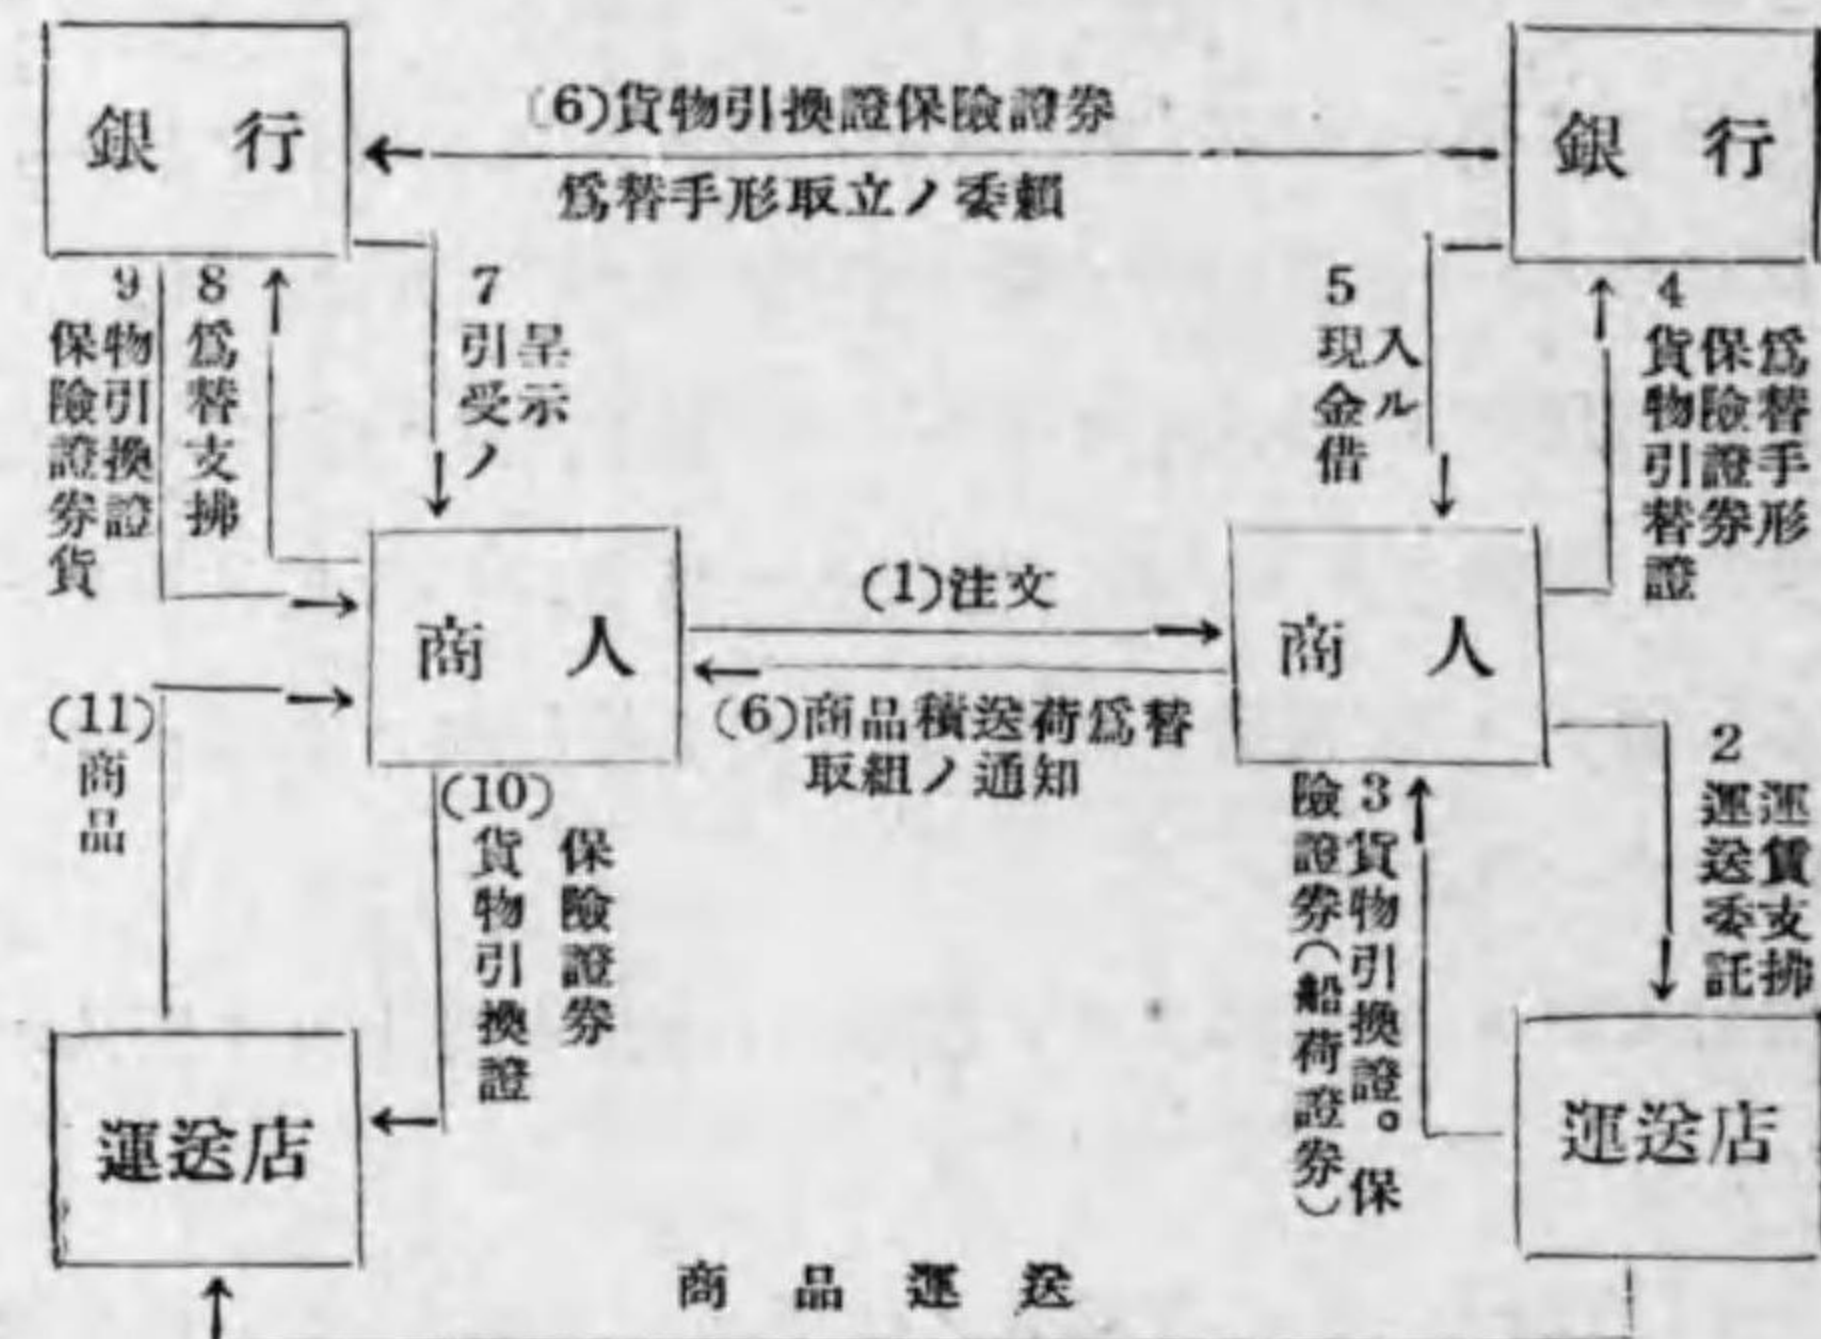 銀行
(6)貨物引換證保險證券
爲替手形取立ノ委賴
銀行
9
物引換證
保險證券貨
8
爲替支拂
7
呈示
引受ノ
5
入ル
現金借
4
爲替手形
保險證券
貨物引替證
商人
(1)注文
(6)商品積送荷爲替
取組ノ通知
商人
(11)
商品
(10)
保險證券
貨物引換證
3
貨物引換證。保
險證券(船荷證券)
2
運賃支拂
運送委託
運送店
運送店
商品運送